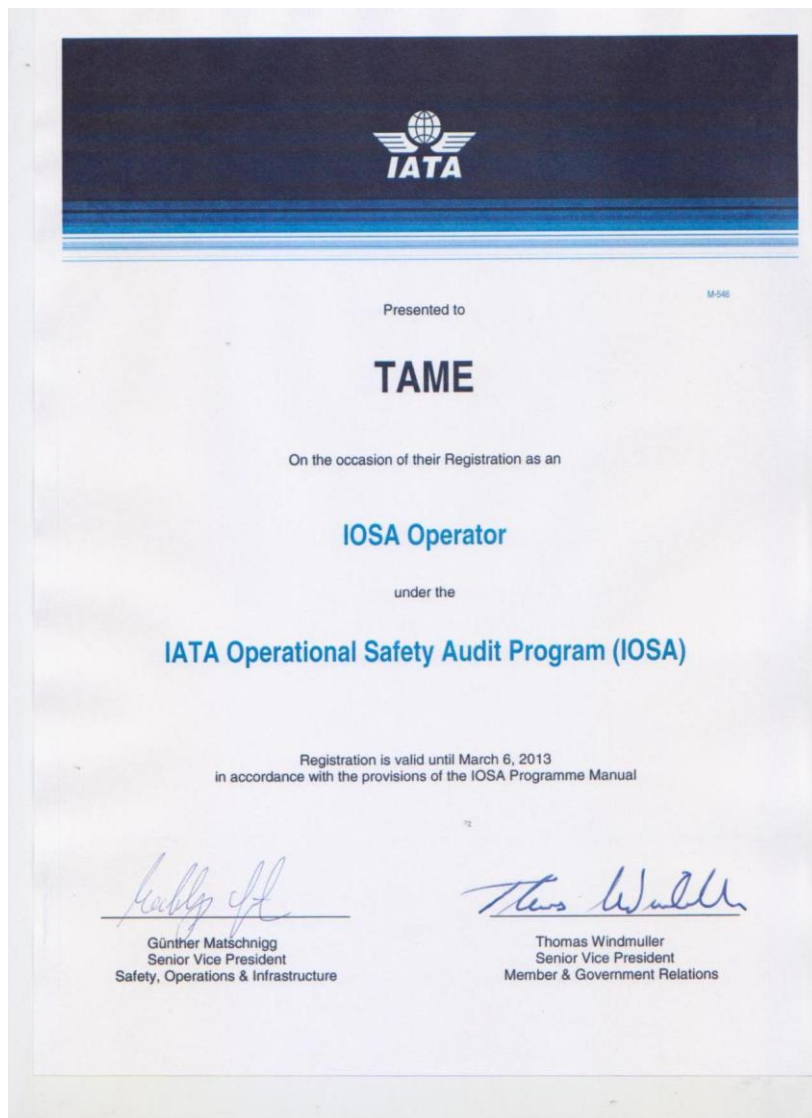 IATA
M-546
Presented to
TAME
On the occasion of their Registration as an
IOSA Operator
under the
IATA Operational Safety Audit Program (IOSA)
Registration is valid until March 6, 2013
in accordance with the provisions of the IOSA Programme Manual
Günther Matschnigg
Senior Vice President
Safety, Operations & Infrastructure
Thomas Windmuller
Senior Vice President
Member & Government Relations